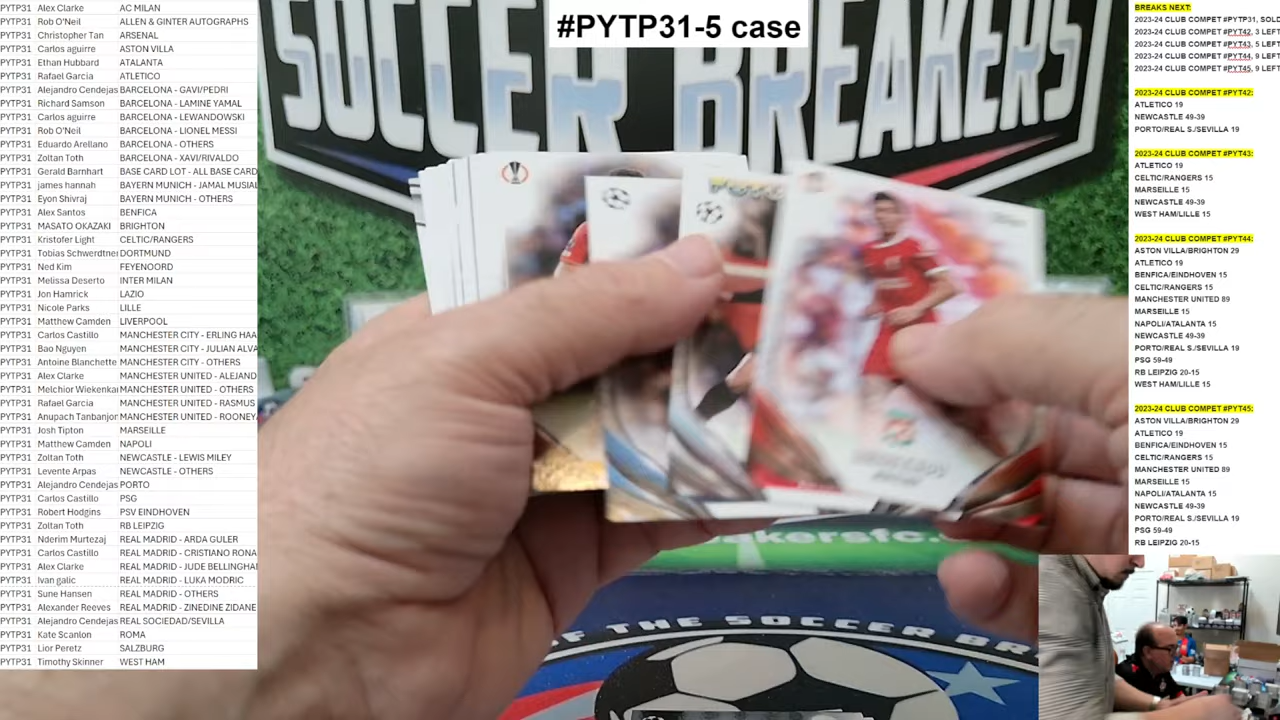 #PYTP31-5 case
SOCCER BREAKERS
PYTP31 Alex Clarke AC MILAN
PYTP31 Rob O'Neil ALLEN & GINTER AUTOGRAPHS
PYTP31 Christopher Tan ARSENAL
PYTP31 Carlos aguirre ASTON VILLA
PYTP31 Ethan Hubbard ATALANTA
PYTP31 Rafael Garcia ATLETICO
PYTP31 Alejandro Cendejas BARCELONA - GAVI/PEDRI
PYTP31 Richard Samson BARCELONA - LAMINE YAMAL
PYTP31 Carlos aguirre BARCELONA - LEWANDOWSKI
PYTP31 Rob O'Neil BARCELONA - LIONEL MESSI
PYTP31 Eduardo Arellano BARCELONA - OTHERS
PYTP31 Zoltan Toth BARCELONA - XAVI/RIVALDO
PYTP31 Gerald Barnhart BASE CARD LOT - ALL BASE CARD
PYTP31 james hannah BAYERN MUNICH - JAMAL MUSIAL
PYTP31 Eyon Shivraj BAYERN MUNICH - OTHERS
PYTP31 Alex Santos BENFICA
PYTP31 MASATO OKAZAKI BRIGHTON
PYTP31 Kristofer Light CELTIC/RANGERS
PYTP31 Tobias Schwerdtner DORTMUND
PYTP31 Ned Kim FEYENOORD
PYTP31 Melissa Deserto INTER MILAN
PYTP31 Jon Hamrick LAZIO
PYTP31 Nicole Parks LILLE
PYTP31 Matthew Camden LIVERPOOL
PYTP31 Carlos Castillo MANCHESTER CITY - ERLING HAA
PYTP31 Bao Nguyen MANCHESTER CITY - JULIAN ALVA
PYTP31 Antoine Blanchette MANCHESTER CITY - OTHERS
PYTP31 Alex Clarke MANCHESTER UNITED - ALEJAND
PYTP31 Melchior Wiekenkai MANCHESTER UNITED - OTHERS
PYTP31 Rafael Garcia MANCHESTER UNITED - RASMUS
PYTP31 Anupach Tanbanjor MANCHESTER UNITED - ROONEY
PYTP31 Josh Tipton MARSEILLE
PYTP31 Matthew Camden NAPOLI
PYTP31 Zoltan Toth NEWCASTLE - LEWIS MILEY
PYTP31 Levente Arpas NEWCASTLE - OTHERS
PYTP31 Alejandro Cendejas PORTO
PYTP31 Carlos Castillo PSG
PYTP31 Robert Hodgins PSV EINDHOVEN
PYTP31 Zoltan Toth RB LEIPZIG
PYTP31 Nderim Murtezaj REAL MADRID - ARDA GULER
PYTP31 Carlos Castillo REAL MADRID - CRISTIANO RONA
PYTP31 Alex Clarke REAL MADRID - JUDE BELLINGHA
PYTP31 Ivan galic REAL MADRID - LUKA MODRIC
PYTP31 Sune Hansen REAL MADRID - OTHERS
PYTP31 Alexander Reeves REAL MADRID - ZINEDINE ZIDANE
PYTP31 Alejandro Cendejas REAL SOCIEDAD/SEVILLA
PYTP31 Kate Scanlon ROMA
PYTP31 Lior Peretz SALZBURG
PYTP31 Timothy Skinner WEST HAM
OF THE SOCCER BR
BREAKS NEXT:
2023-24 CLUB COMPET #PYTP31, SOLD
2023-24 CLUB COMPET #PYT42, 3 LEFT
2023-24 CLUB COMPET #PYT43, 5 LEFT
2023-24 CLUB COMPET #PYT44, 9 LEFT
2023-24 CLUB COMPET #PYT45, 9 LEFT
2023-24 CLUB COMPET #PYT42:
ATLETICO 19
NEWCASTLE 49-39
PORTO/REAL S./SEVILLA 19
2023-24 CLUB COMPET #PYT43:
ATLETICO 19
CELTIC/RANGERS 15
MARSEILLE 15
NEWCASTLE 49-39
WEST HAM/LILLE 15
2023-24 CLUB COMPET #PYT44:
ASTON VILLA/BRIGHTON 29
ATLETICO 19
BENFICA/EINDHOVEN 15
CELTIC/RANGERS 15
MANCHESTER UNITED 89
MARSEILLE 15
NAPOLI/ATALANTA 15
NEWCASTLE 49-39
PORTO/REAL S./SEVILLA 19
PSG 59-49
RB LEIPZIG 20-15
WEST HAM/LILLE 15
2023-24 CLUB COMPET #PYT45:
ASTON VILLA/BRIGHTON 29
ATLETICO 19
BENFICA/EINDHOVEN 15
CELTIC/RANGERS 15
MANCHESTER UNITED 89
MARSEILLE 15
NAPOLI/ATALANTA 15
NEWCASTLE 49-39
PORTO/REAL S./SEVILLA 19
PSG 59-49
RB LEIPZIG 20-15